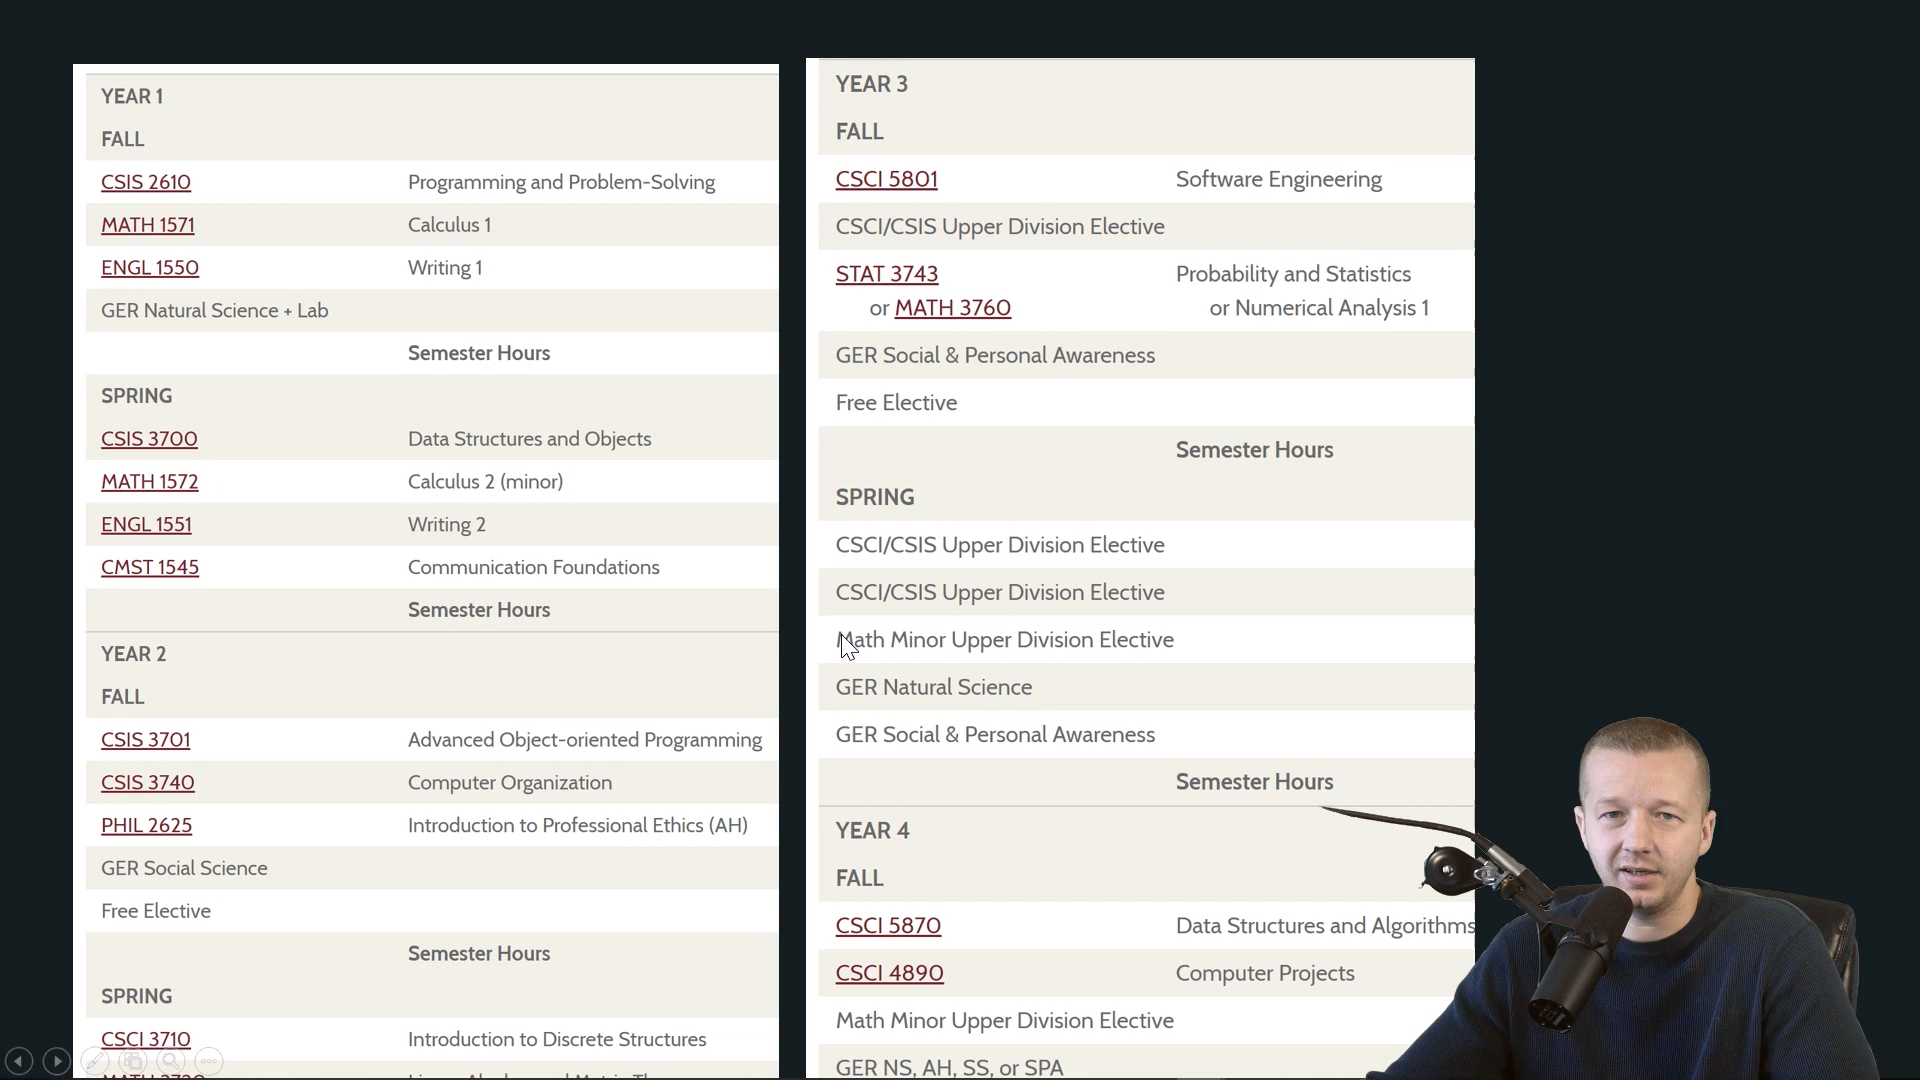 YEAR 1
FALL
CSIS 2610 Programming and Problem-Solving
MATH 1571 Calculus 1
ENGL 1550 Writing 1
GER Natural Science + Lab
Semester Hours
SPRING
CSIS 3700 Data Structures and Objects
MATH 1572 Calculus 2 (minor)
ENGL 1551 Writing 2
CMST 1545 Communication Foundations
Semester Hours
YEAR 2
FALL
CSIS 3701 Advanced Object-oriented Programming
CSIS 3740 Computer Organization
PHIL 2625 Introduction to Professional Ethics (AH)
GER Social Science
Free Elective
Semester Hours
SPRING
CSCI 3710 Introduction to Discrete Structures
YEAR 3
FALL
CSCI 5801 Software Engineering
CSCI/CSIS Upper Division Elective
STAT 3743 Probability and Statistics
or MATH 3760 or Numerical Analysis 1
GER Social & Personal Awareness
Free Elective
Semester Hours
SPRING
CSCI/CSIS Upper Division Elective
CSCI/CSIS Upper Division Elective
Math Minor Upper Division Elective
GER Natural Science
GER Social & Personal Awareness
Semester Hours
YEAR 4
FALL
CSCI 5870 Data Structures and Algorithms
CSCI 4890 Computer Projects
Math Minor Upper Division Elective
GER NS, AH, SS, or SPA